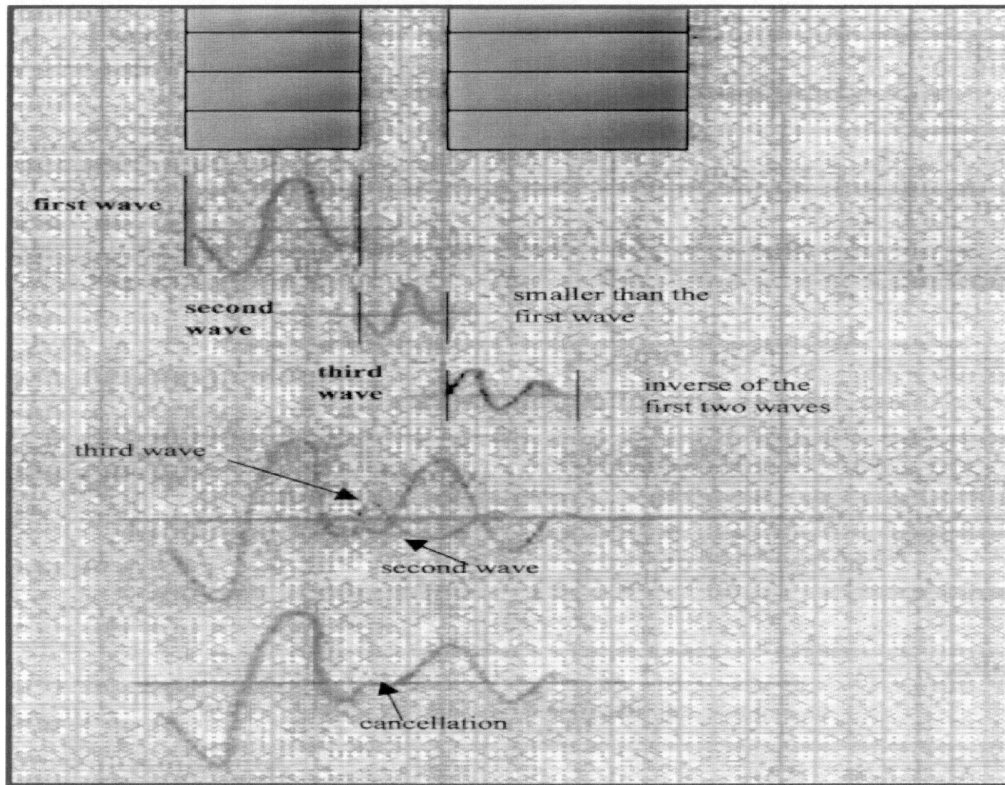 first wave
second
wave
smaller than the
first wave
third
wave
inverse of the
first two waves
third wave
second wave
cancellation